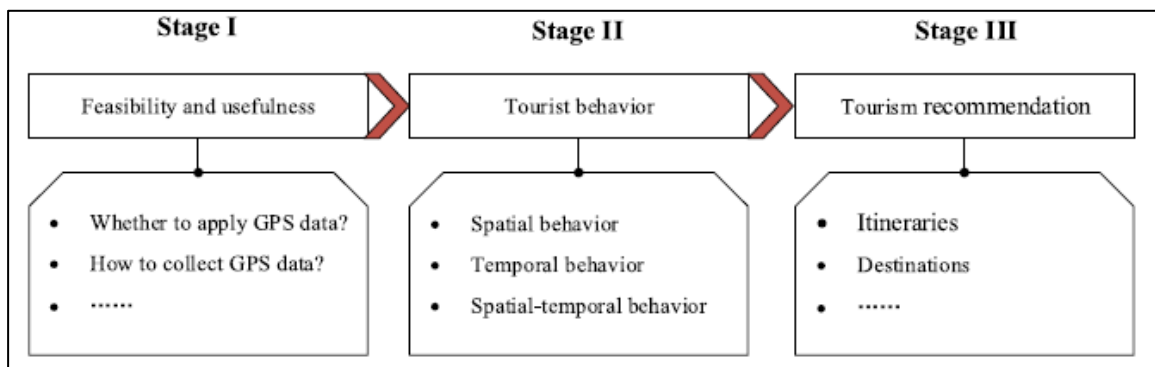 Stage I
Stage II
Stage III
Feasibility and usefulness
Tourist behavior
Tourism recommendation
• Whether to apply GPS data?
• How to collect GPS data?
• ······
• Spatial behavior
• Temporal behavior
• Spatial-temporal behavior
• Itineraries
• Destinations
• ······